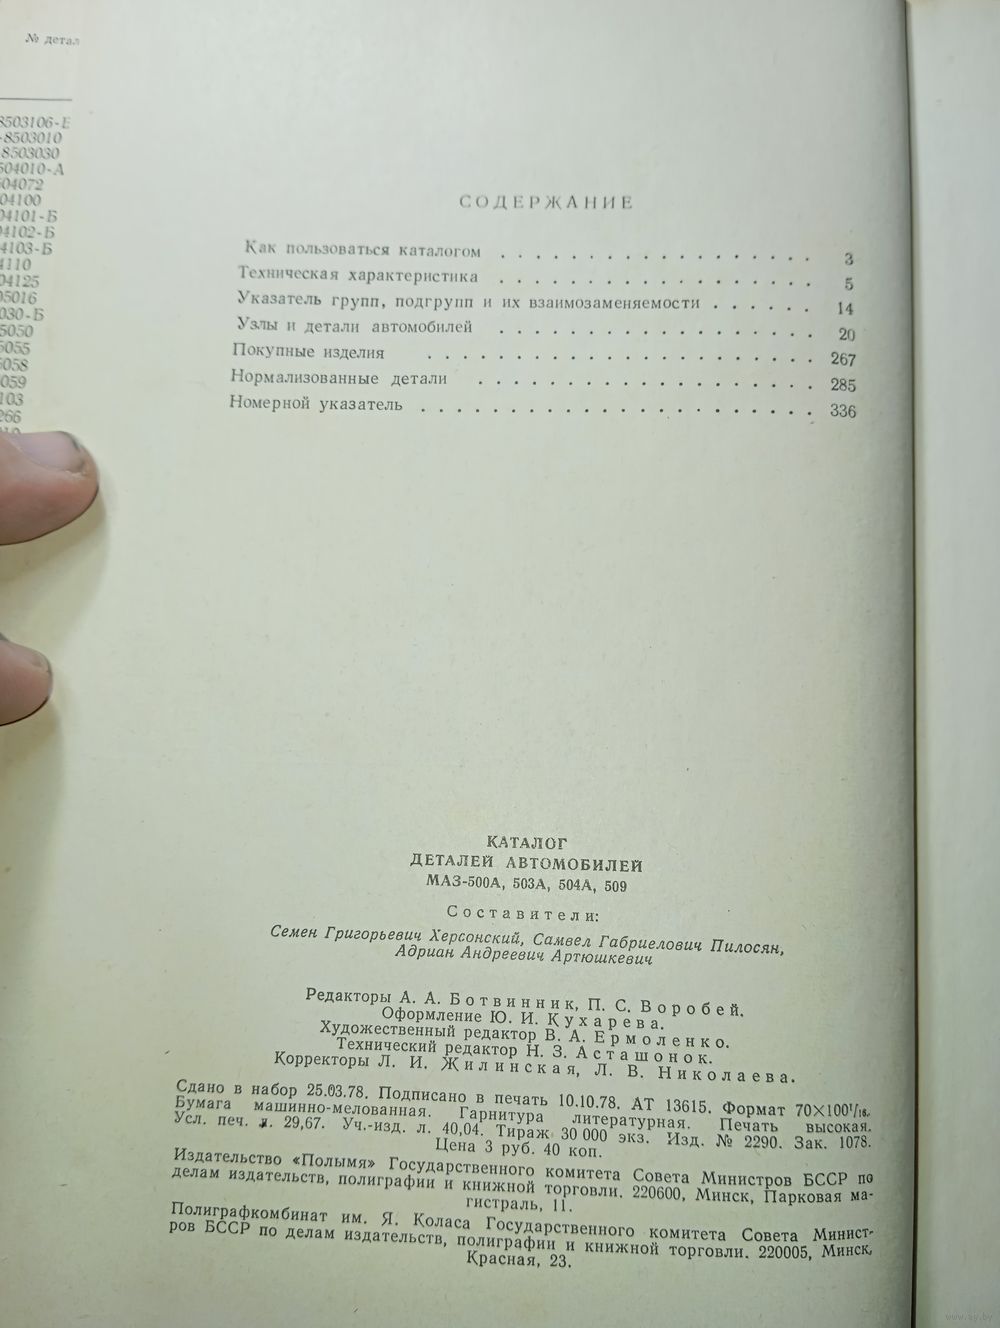 № детал
8503106-Б
-8503010
8503030
504010-А
04072
04100
04101-Б
4102-Б
4103-Б
4110
04125
05016
030-Б
5050
5055
5058
059
103
266
СОДЕРЖАНИЕ
Как пользоваться каталогом . . . . . . . . . . . . . . 3
Техническая характеристика . . . . . . . . . . . . . . 5
Указатель групп, подгрупп и их взаимозаменяемости . . . . . . 14
Узлы и детали автомобилей . . . . . . . . . . . . . . 20
Покупные изделия . . . . . . . . . . . . . . . . . 267
Нормализованные детали . . . . . . . . . . . . . . . 285
Номерной указатель . . . . . . . . . . . . . . . . . 336
КАТАЛОГ
ДЕТАЛЕЙ АВТОМОБИЛЕЙ
МАЗ-500А, 503А, 504А, 509
Составители:
Семен Григорьевич Херсонский, Самвел Габриелович Пилосян,
Адриан Андреевич Артюшкевич
Редакторы А. А. Ботвинник, П. С. Воробей.
Оформление Ю. И. Кухарева.
Художественный редактор В. А. Ермоленко.
Технический редактор Н. З. Асташонок.
Корректоры Л. И. Жилинская, Л. В. Николаева.
Сдано в набор 25.03.78. Подписано в печать 10.10.78. АТ 13615. Формат 70×100¹/₁₆.
Бумага машинно-мелованная. Гарнитура литературная. Печать высокая.
Усл. печ. л. 29,67. Уч.-изд. л. 40,04. Тираж 30 000 экз. Изд. № 2290. Зак. 1078.
Цена 3 руб. 40 коп.
Издательство «Полымя» Государственного комитета Совета Министров БССР по
делам издательств, полиграфии и книжной торговли. 220600, Минск, Парковая ма-
гистраль, 11.
Полиграфкомбинат им. Я. Коласа Государственного комитета Совета Минист-
ров БССР по делам издательств, полиграфии и книжной торговли. 220005, Минск,
Красная, 23.
www.ay.by